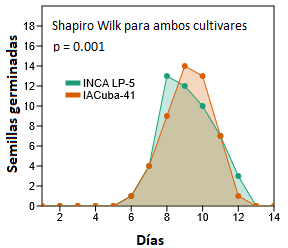 Shapiro Wilk para ambos cultivares
p = 0.001
INCA LP-5
IACuba-41
Semillas germinadas
18
16
14
12
10
8
6
4
2
0
2 4 6 8 10 12 14
Días